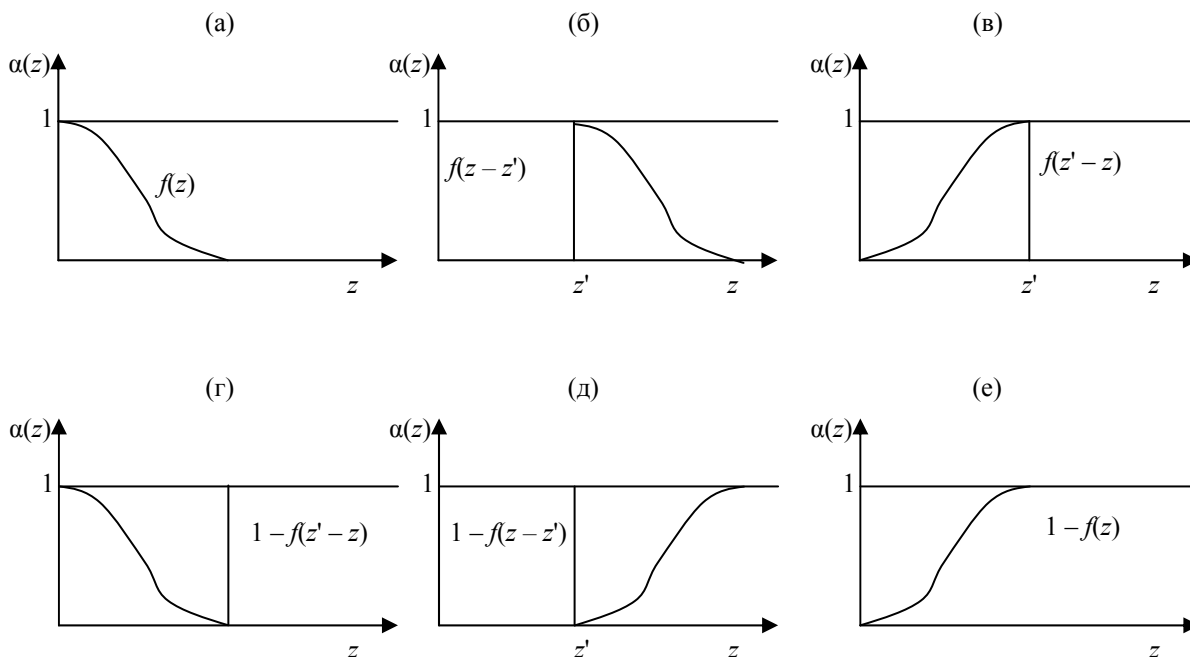 (а) (б) (в)
α(z) α(z) α(z)
1 1 1
f(z) f(z – z') f(z' – z)
z z' z z' z
(г) (д) (е)
α(z) α(z) α(z)
1 1 1
1 – f(z' – z) 1 – f(z – z') 1 – f(z)
z z' z z